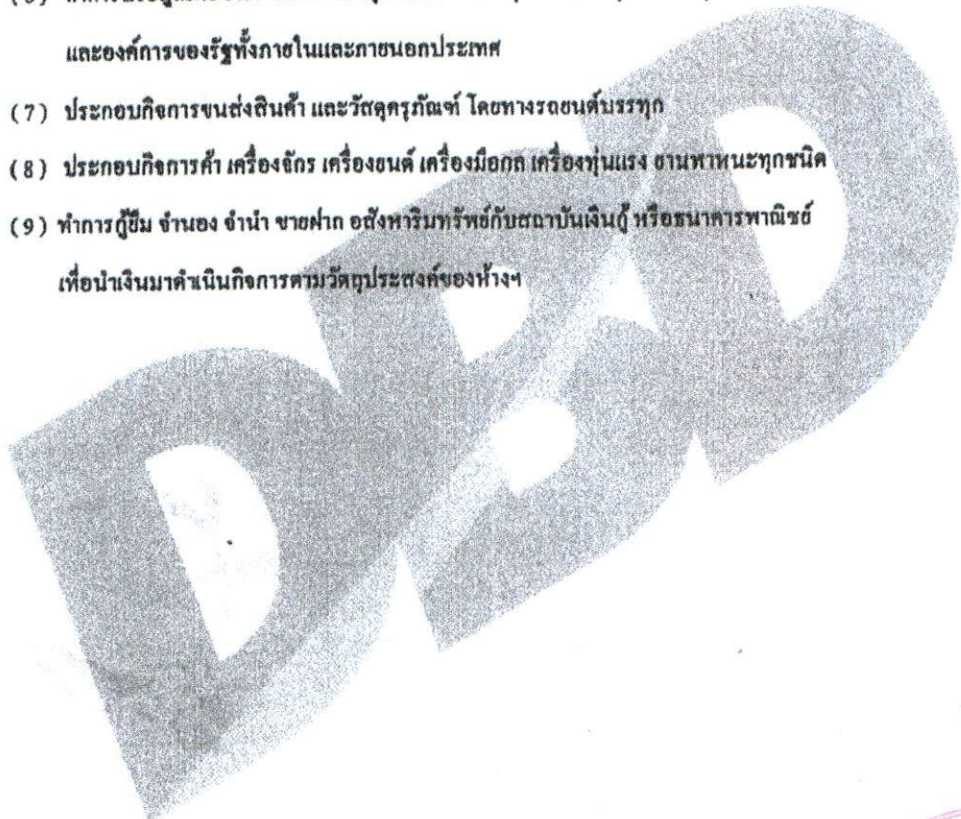 และองค์การของรัฐทั้งภายในและภายนอกประเทศ
(7) ประกอบกิจการขนส่งสินค้า และวัสดุครุภัณฑ์ โดยทางรถยนต์บรรทุก
(8) ประกอบกิจการค้า เครื่องจักร เครื่องยนต์ เครื่องมือกล เครื่องทุ่นแรง ยานพาหนะทุกชนิด
(9) ทำการกู้ยืม จำนอง จำนำ ขายฝาก อสังหาริมทรัพย์กับสถาบันเงินกู้ หรือธนาคารพาณิชย์
เพื่อนำเงินมาดำเนินกิจการตามวัตถุประสงค์ของห้างฯ
DBD